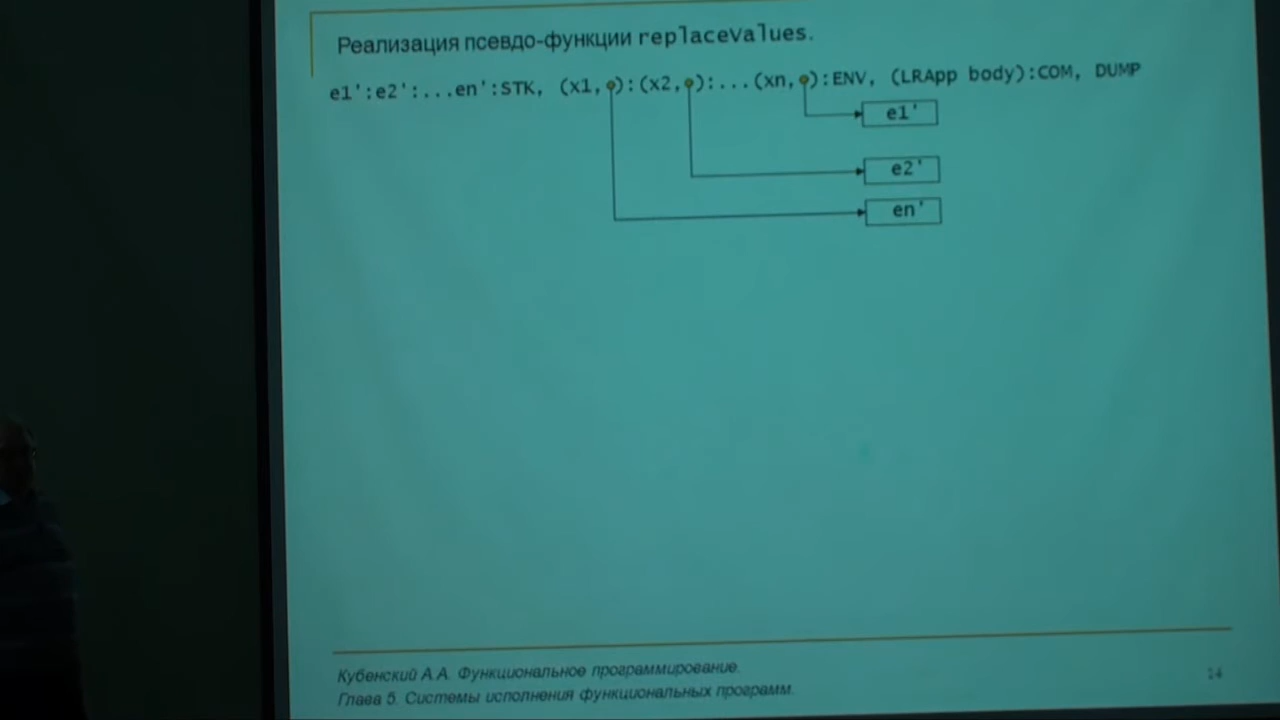 Реализация псевдо-функции replaceValues.
e1':e2':...en':STK, (x1, ):(x2, ):...(xn, ):ENV, (LRApp body):COM, DUMP
e1'
e2'
en'
Кубенский А.А. Функциональное программирование.
Глава 5. Системы исполнения функциональных программ.
14